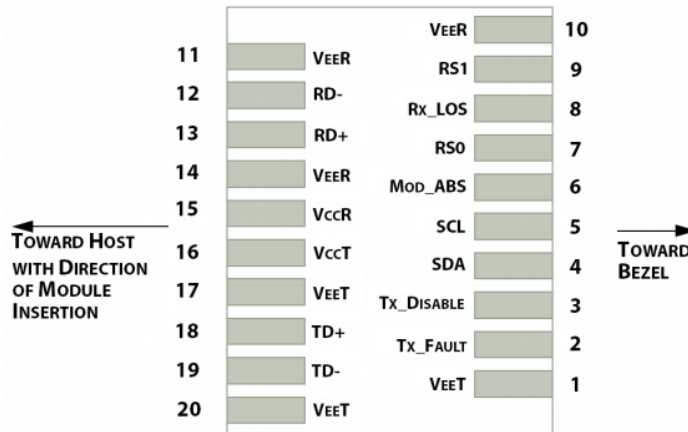 VEER 10
11 VEER
RS1 9
12 RD-
RX_LOS 8
13 RD+
RS0 7
14 VEER
MOD_ABS 6
15 VCCR
SCL 5
TOWARD HOST
WITH DIRECTION
OF MODULE
INSERTION
16 VCCT
TOWARD
BEZEL
SDA 4
17 VEET
TX_DISABLE 3
18 TD+
TX_FAULT 2
19 TD-
VEET 1
20 VEET